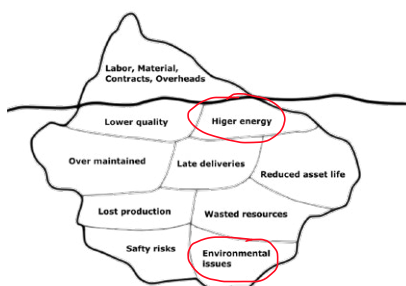 Labor, Material,
Contracts, Overheads
Lower quality
Higer energy
Over maintained
Late deliveries
Reduced asset life
Lost production
Wasted resources
Safty risks
Environmental
issues